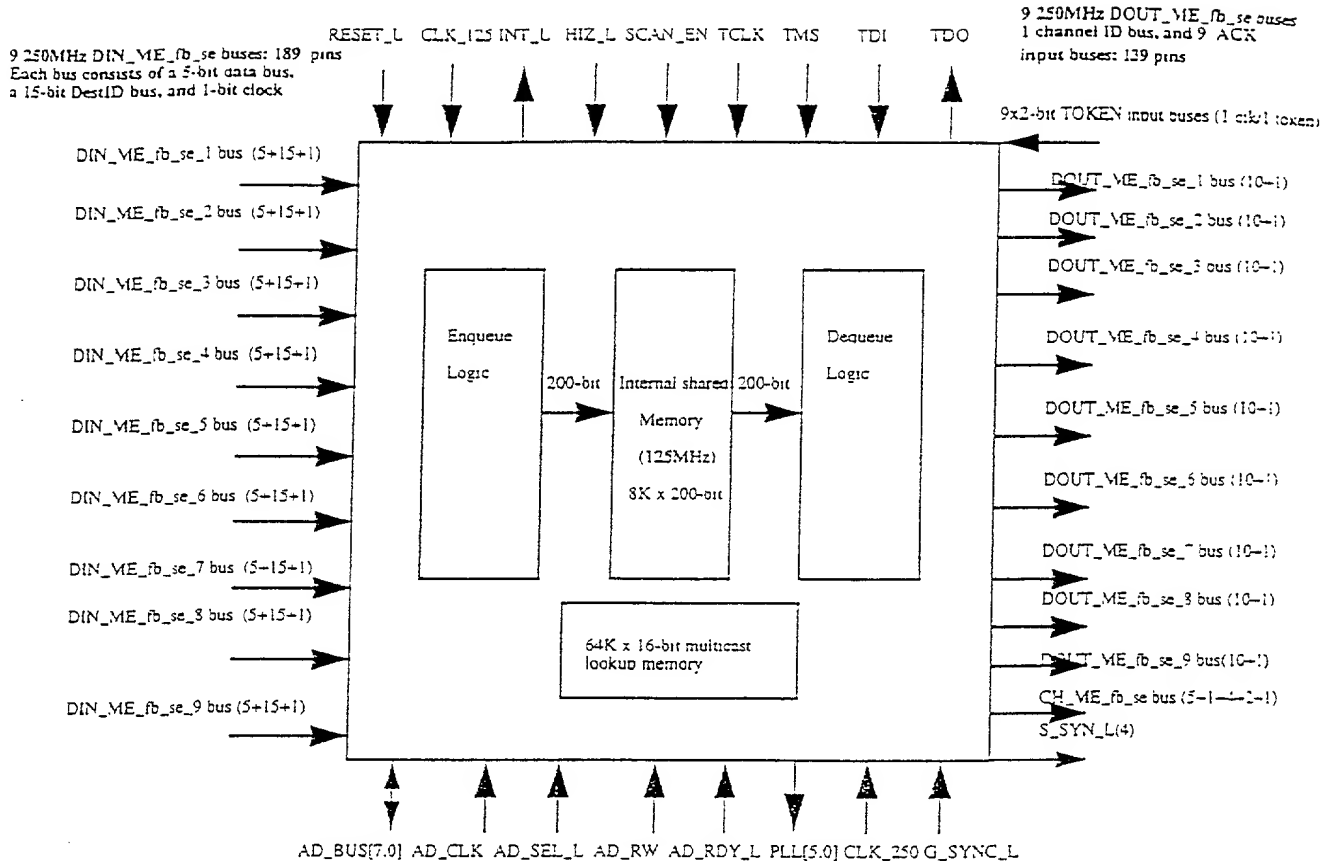 9 250MHz DIN_ME_fb_se buses: 189 pins
Each bus consists of a 5-bit data bus,
a 15-bit DestID bus, and 1-bit clock
RESET_L CLK_125 INT_L HIZ_L SCAN_EN TCLK TMS TDI TDO
9 250MHz DOUT_ME_fb_se buses
1 channel ID bus, and 9 ACK
input buses: 139 pins
9x2-bit TOKEN input buses (1 clk/1 token)
DIN_ME_fb_se_1 bus (5+15+1)
DIN_ME_fb_se_2 bus (5+15+1)
DIN_ME_fb_se_3 bus (5+15+1)
DIN_ME_fb_se_4 bus (5+15+1)
DIN_ME_fb_se_5 bus (5+15+1)
DIN_ME_fb_se_6 bus (5+15+1)
DIN_ME_fb_se_7 bus (5+15+1)
DIN_ME_fb_se_8 bus (5+15+1)
DIN_ME_fb_se_9 bus (5+15+1)
Enqueue
Logic
200-bit
Internal shared
Memory
(125MHz)
8K x 200-bit
200-bit
Dequeue
Logic
64K x 16-bit multicast
lookup memory
DOUT_ME_fb_se_1 bus (10+1)
DOUT_ME_fb_se_2 bus (10+1)
DOUT_ME_fb_se_3 bus (10+1)
DOUT_ME_fb_se_4 bus (10+1)
DOUT_ME_fb_se_5 bus (10+1)
DOUT_ME_fb_se_6 bus (10+1)
DOUT_ME_fb_se_7 bus (10+1)
DOUT_ME_fb_se_8 bus (10+1)
DOUT_ME_fb_se_9 bus(10+1)
CH_ME_fb_se bus (5+1+4+2+1)
S_SYN_L(4)
AD_BUS[7.0] AD_CLK AD_SEL_L AD_RW AD_RDY_L PLL[5.0] CLK_250 G_SYNC_L